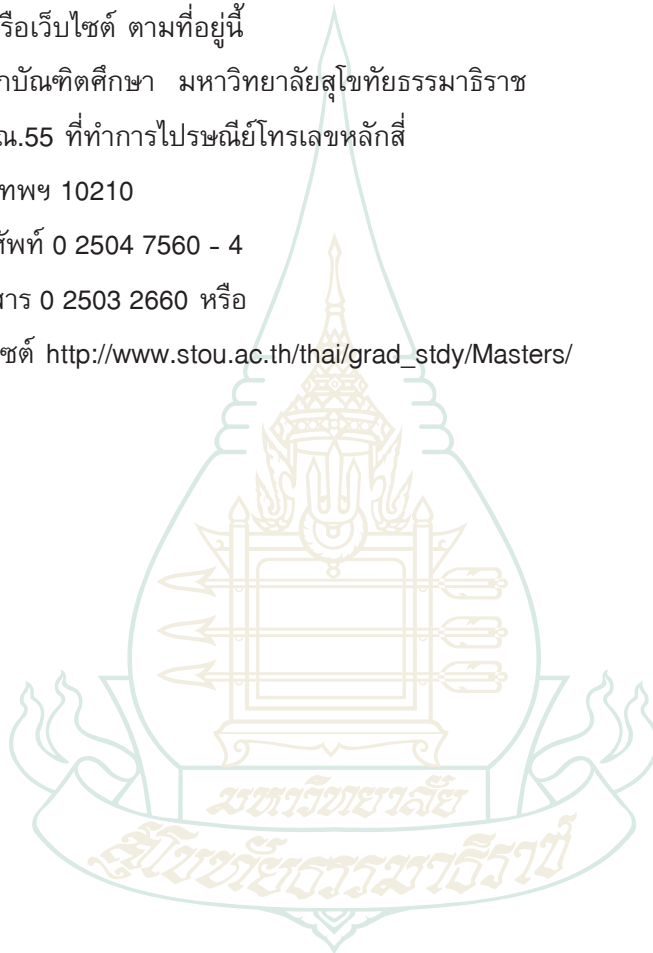 รือเว็บไซต์ ตามที่อยู่นี้
กบัณฑิตศึกษา มหาวิทยาลัยสุโขทัยธรรมาธิราช
ณ.55 ที่ทำการไปรษณีย์โทรเลขหลักสี่
ทพฯ 10210
ศัพท์ 0 2504 7560 - 4
สาร 0 2503 2660 หรือ
ซต์ http://www.stou.ac.th/thai/grad_stdy/Masters/
มหาวิทยาลัย
สุโขทัยธรรมาธิราช